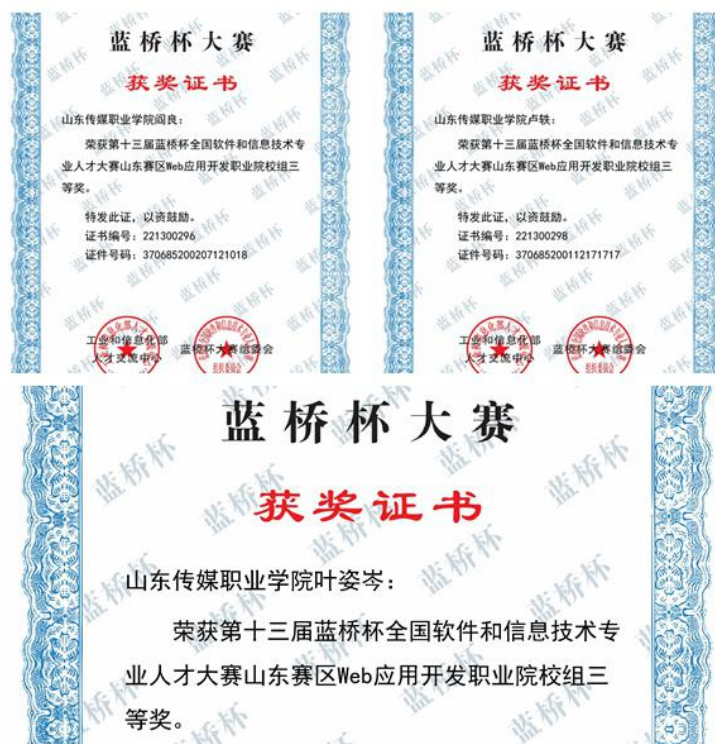 蓝桥杯大赛
获奖证书
山东传媒职业学院阎良：
荣获第十三届蓝桥杯全国软件和信息技术专
业人才大赛山东赛区Web应用开发职业院校组三
等奖。
特发此证，以资鼓励。
证书编号：221300296
证件号码：370685200207121018
工业和信息化部
人才交流中心
蓝桥杯大赛组委会
蓝桥杯大赛
获奖证书
山东传媒职业学院卢轶：
荣获第十三届蓝桥杯全国软件和信息技术专
业人才大赛山东赛区Web应用开发职业院校组三
等奖。
特发此证，以资鼓励。
证书编号：221300298
证件号码：370685200112171717
工业和信息化部
人才交流中心
蓝桥杯大赛组委会
蓝桥杯大赛
获奖证书
山东传媒职业学院叶姿岑：
荣获第十三届蓝桥杯全国软件和信息技术专
业人才大赛山东赛区Web应用开发职业院校组三
等奖。